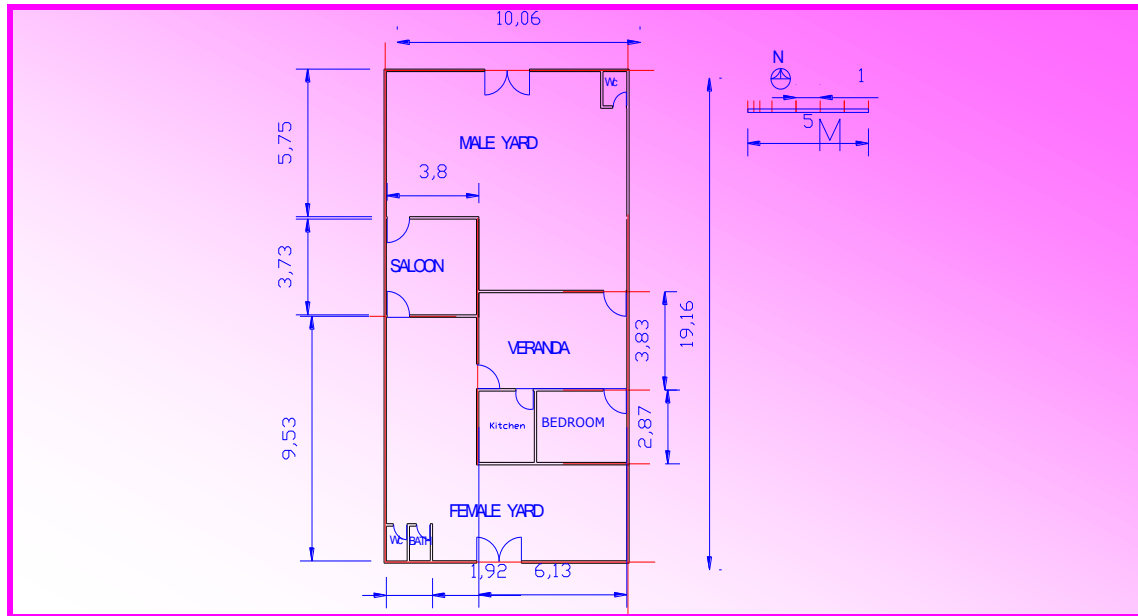 10,06
N
1
Wc
5
M
5,75
MALE YARD
3,8
3,73
SALOON
3,83
19,16
VERANDA
9,53
Kitchen
BEDROOM
2,87
FEMALE YARD
Wc
BATH
1,92
6,13